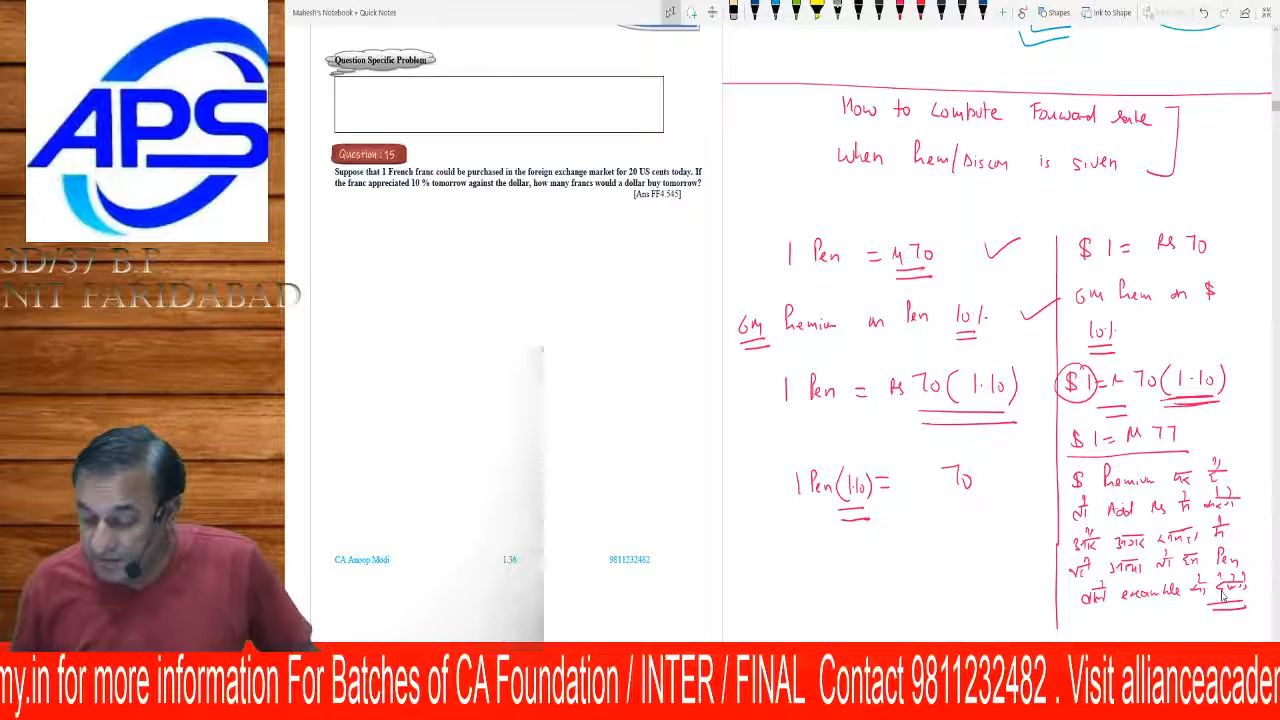 Mahesh's Notebook + Quick Notes
Shapes
Ink to Shape
APS
3D/37 B.P.
NIT FARIDABAD
Question Specific Problem
Question : 15
Suppose that 1 French franc could be purchased in the foreign exchange market for 20 US cents today. If
the franc appreciated 10 % tomorrow against the dollar, how many francs would a dollar buy tomorrow?
[Ans FF4.545]
CA Anoop Modi
1.36
9811232482
How to Compute Forward rate
When Prem/Discon is given
1 Pen = Rs 70
6M Premium on Pen 10%
1 Pen = Rs 70 (1.10)
1 Pen (1.10) = 70
$ 1 = Rs 70
6M Prem on $
10%
$ 1 = Rs 70 (1.10)
$ 1 = Rs 77
$ Premium
Add Rs
Pen
example
my.in for more information For Batches of CA Foundation / INTER / FINAL Contact 9811232482 . Visit allianceacader